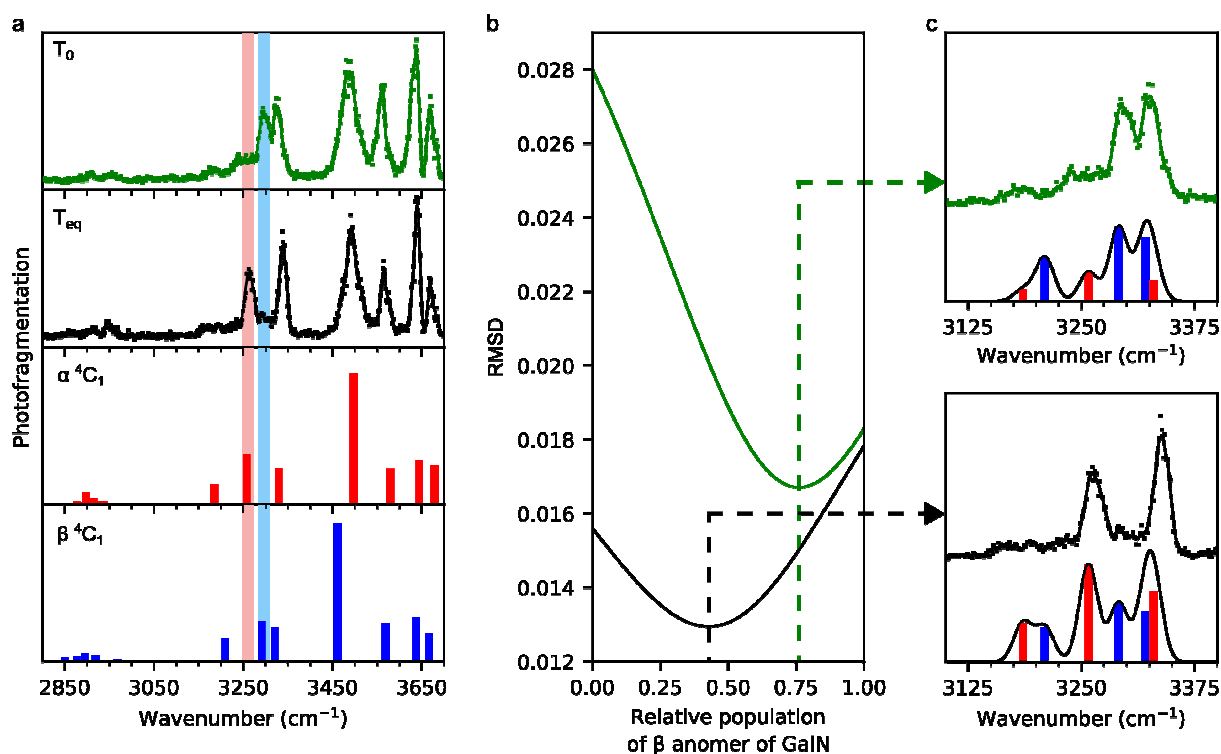 a
T₀
T_eq
α ⁴C₁
β ⁴C₁
Photofragmentation
2850 3050 3250 3450 3650
Wavenumber (cm⁻¹)
b
0.028
0.026
0.024
0.022
0.020
0.018
0.016
0.014
0.012
RMSD
0.00 0.25 0.50 0.75 1.00
Relative population
of β anomer of GalN
c
3125 3250 3375
Wavenumber (cm⁻¹)
3125 3250 3375
Wavenumber (cm⁻¹)